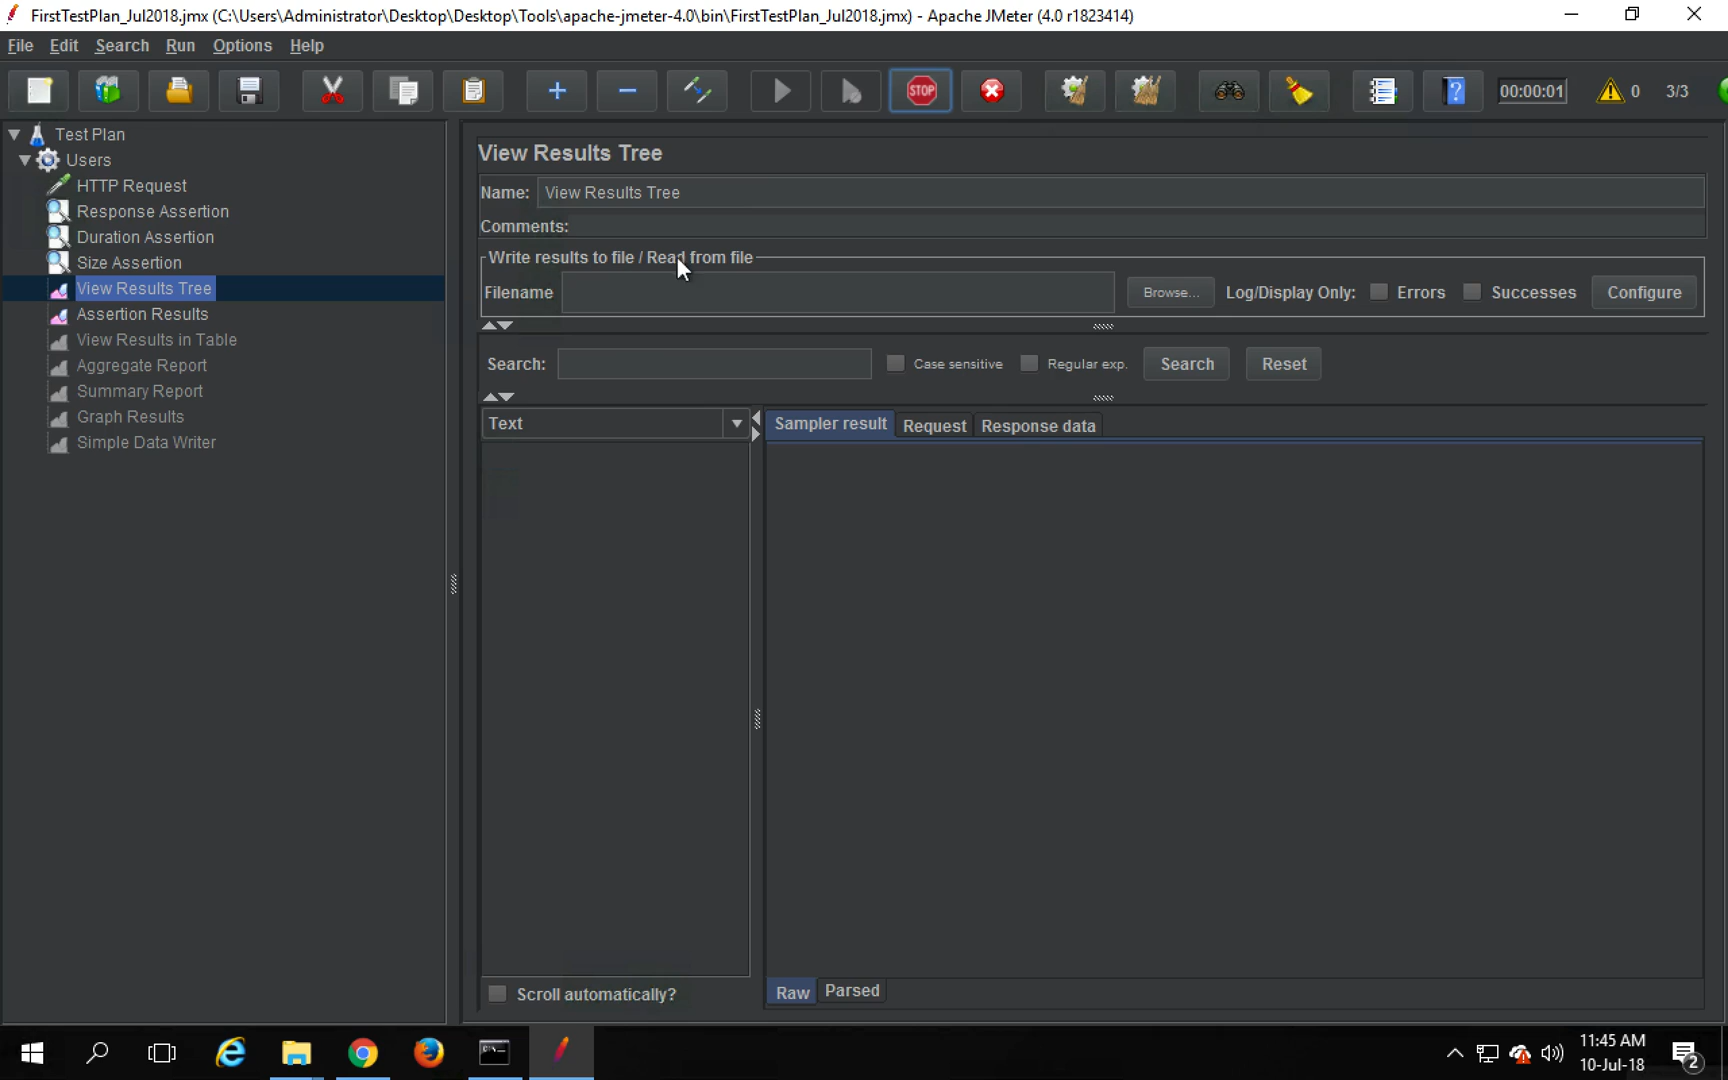 FirstTestPlan_Jul2018.jmx (C:\Users\Administrator\Desktop\Desktop\Tools\apache-jmeter-4.0\bin\FirstTestPlan_Jul2018.jmx) - Apache JMeter (4.0 r1823414)
File Edit Search Run Options Help
STOP 00:00:01 0 3/3
Test Plan
Users
HTTP Request
Response Assertion
Duration Assertion
Size Assertion
View Results Tree
Assertion Results
View Results in Table
Aggregate Report
Summary Report
Graph Results
Simple Data Writer
View Results Tree
Name: View Results Tree
Comments:
Write results to file / Read from file
Filename Browse... Log/Display Only: Errors Successes Configure
Search: Case sensitive Regular exp. Search Reset
Text Sampler result Request Response data
Scroll automatically? Raw Parsed
11:45 AM
10-Jul-18
2